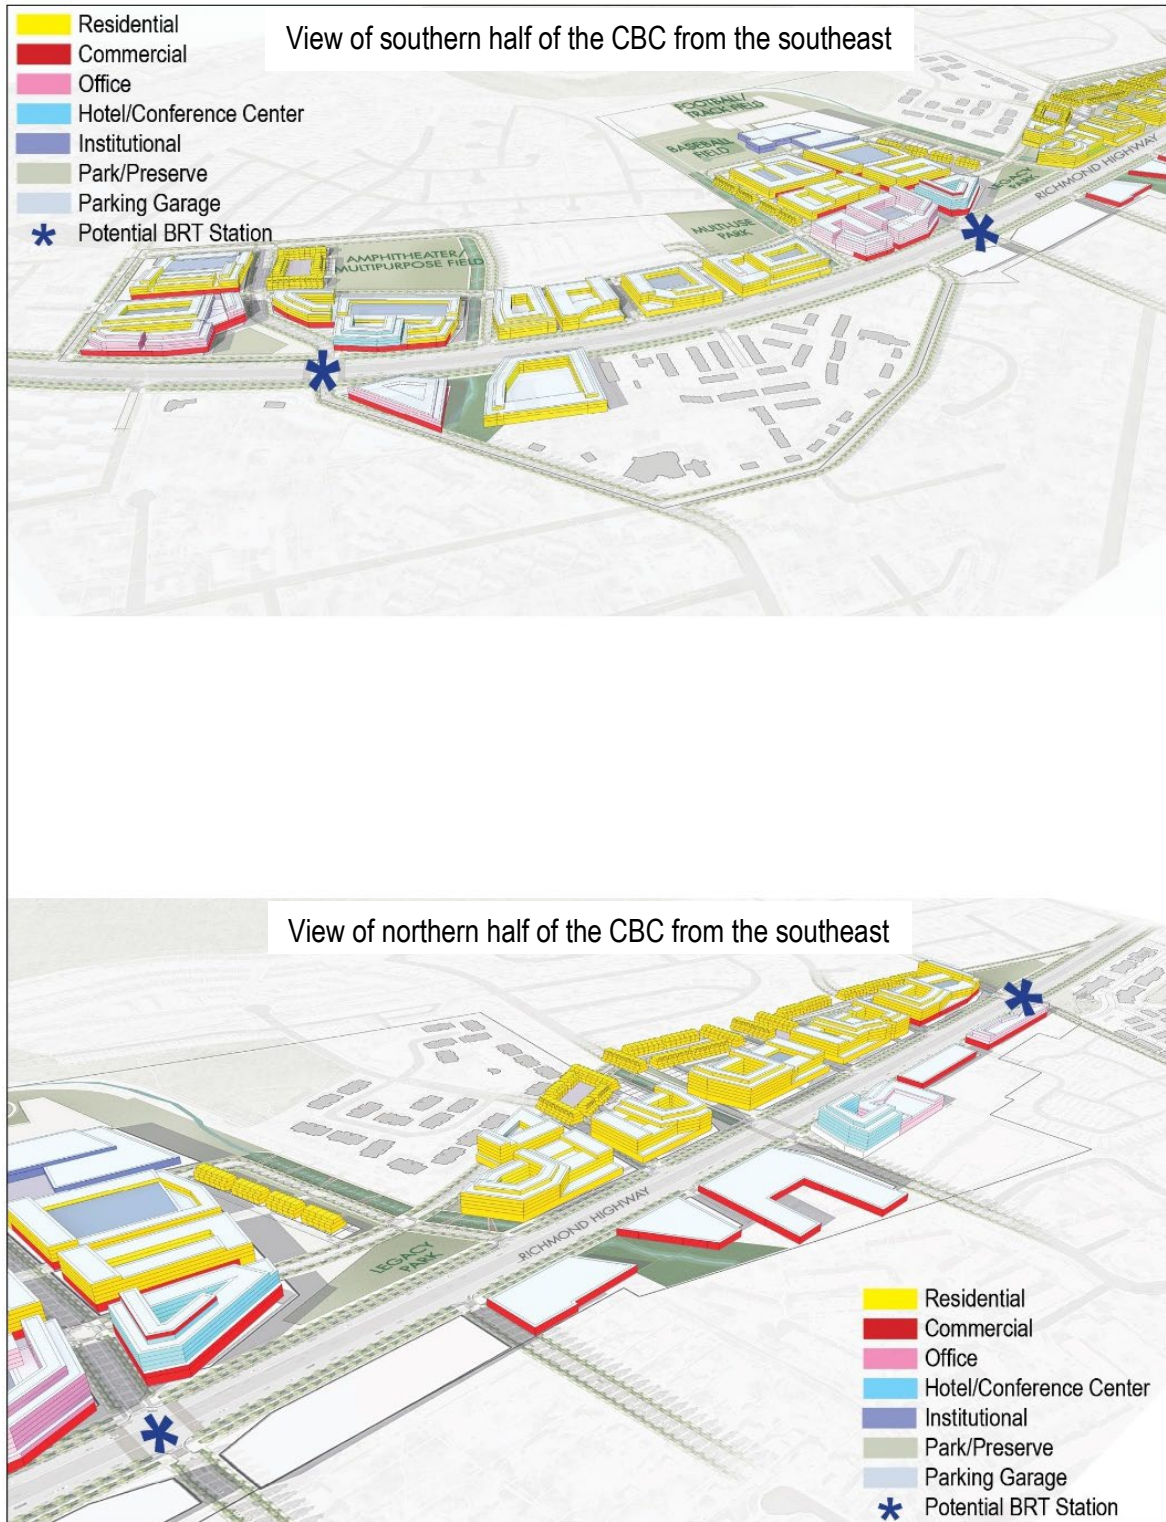 Residential
Commercial
Office
Hotel/Conference Center
Institutional
Park/Preserve
Parking Garage
Potential BRT Station
View of southern half of the CBC from the southeast
FOOTBALL/
TRACK FIELD
BASEBALL
FIELD
MULTIUSE
PARK
LEGACY
PARK
RICHMOND HIGHWAY
AMPHITHEATER/
MULTIPURPOSE FIELD
View of northern half of the CBC from the southeast
RICHMOND HIGHWAY
LEGACY
PARK
Residential
Commercial
Office
Hotel/Conference Center
Institutional
Park/Preserve
Parking Garage
Potential BRT Station